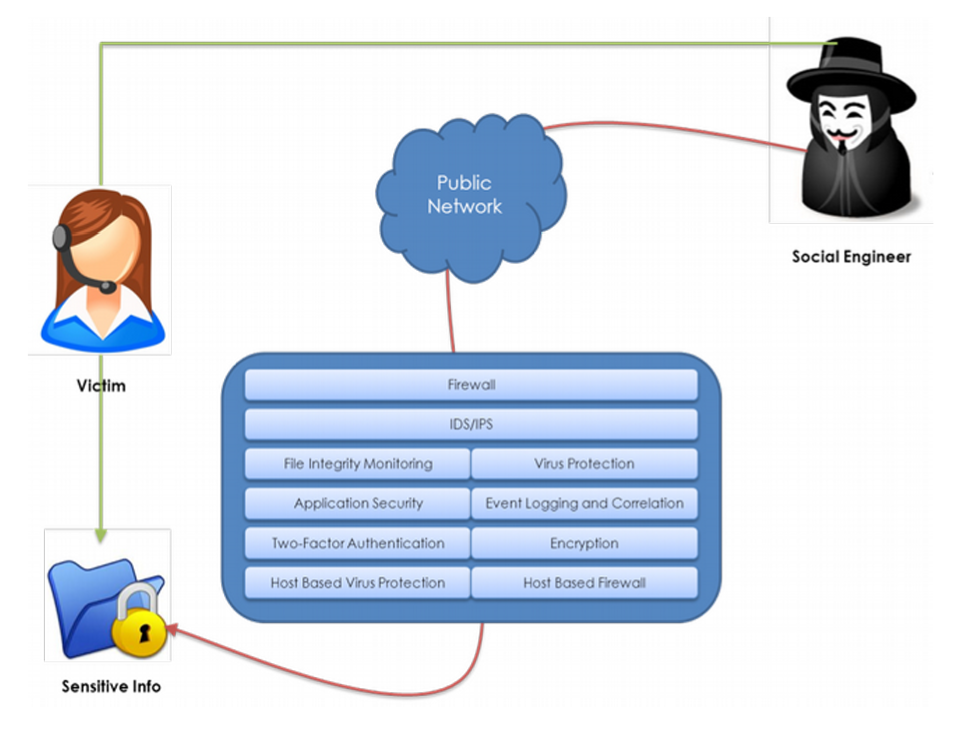 Public
Network
Social Engineer
Victim
Firewall
IDS/IPS
File Integrity Monitoring
Virus Protection
Application Security
Event Logging and Correlation
Two-Factor Authentication
Encryption
Host Based Virus Protection
Host Based Firewall
Sensitive Info